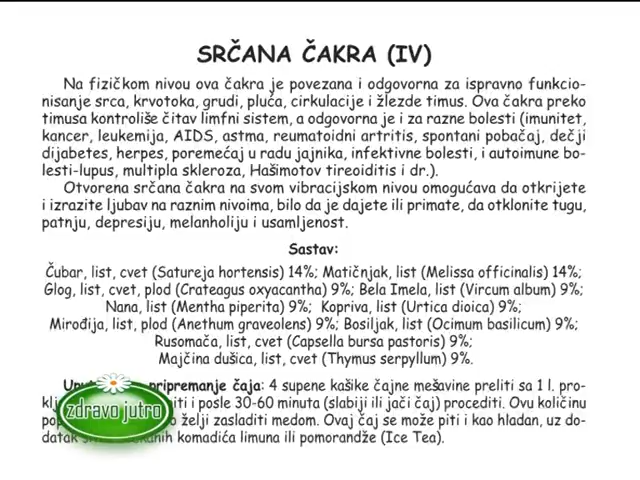 SRČANA ČAKRA (IV)
Na fizičkom nivou ova čakra je povezana i odgovorna za ispravno funkcio-
nisanje srca, krvotoka, grudi, pluća, cirkulacije i žlezde timus. Ova čakra preko
timusa kontroliše čitav limfni sistem, a odgovorna je i za razne bolesti (imunitet,
kancer, leukemija, AIDS, astma, reumatoidni artritis, spontani pobačaj, dečji
dijabetes, herpes, poremećaj u radu jajnika, infektivne bolesti, i autoimune bo-
lesti-lupus, multipla skleroza, Hašimotov tireoiditis i dr.).
Otvorena srčana čakra na svom vibracijskom nivou omogućava da otkrijete
i izrazite ljubav na raznim nivoima, bilo da je dajete ili primate, da otklonite tugu,
patnju, depresiju, melanholiju i usamljenost.
Sastav:
Čubar, list, cvet (Satureja hortensis) 14%; Matičnjak, list (Melissa officinalis) 14%;
Glog, list, cvet, plod (Crateagus oxyacantha) 9%; Bela Imela, list (Vircum album) 9%;
Nana, list (Mentha piperita) 9%; Kopriva, list (Urtica dioica) 9%;
Mirođija, list, plod (Anethum graveolens) 9%; Bosiljak, list (Ocimum basilicum) 9%;
Rusomača, list, cvet (Capsella bursa pastoris) 9%;
Majčina dušica, list, cvet (Thymus serpyllum) 9%.
pripremanje čaja: 4 supene kašike čajne mešavine preliti sa 1 l. pro-
i posle 30-60 minuta (slabiji ili jači čaj) procediti. Ovu količinu
želji zasladiti medom. Ovaj čaj se može piti i kao hladan, uz do-
datak komadića limuna ili pomorandže (Ice Tea).
zdravo jutro